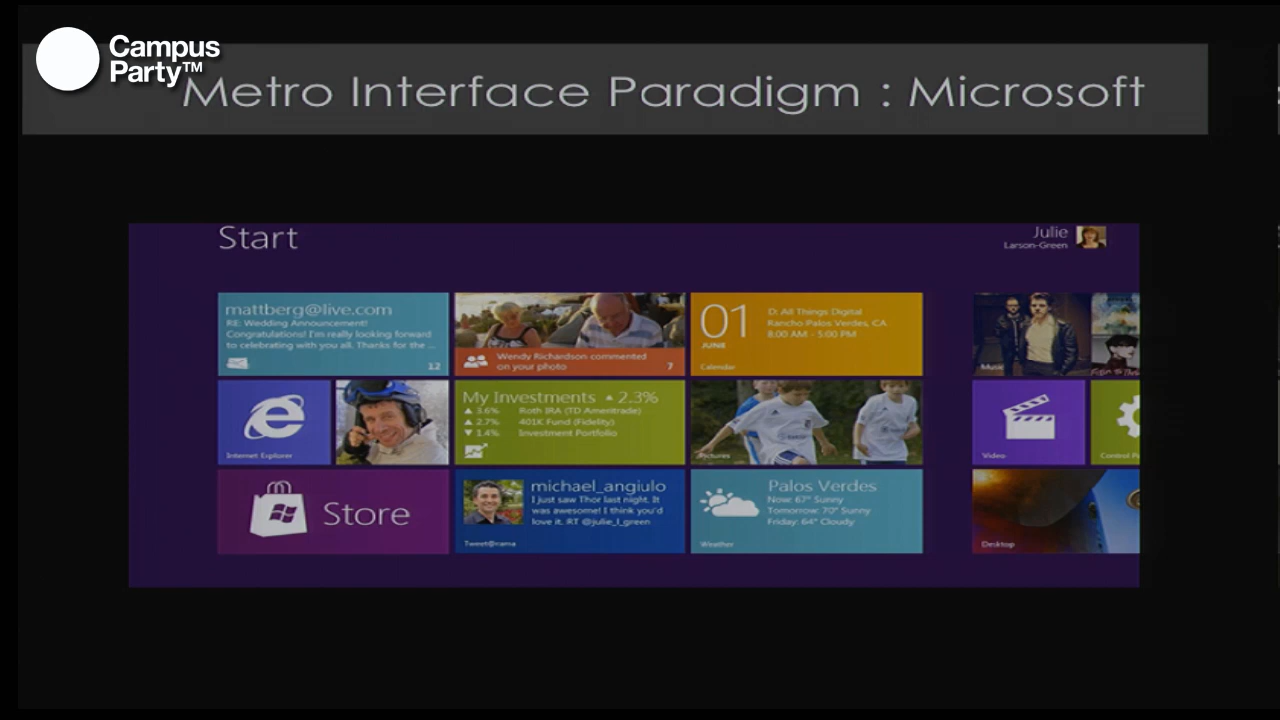 Campus
Party™
Metro Interface Paradigm : Microsoft
Start
Julie
Larson-Green
mattberg@live.com
RE: Wedding Announcement!
Congratulations! I'm really looking forward
to celebrating with you all. Thanks for the ...
12
Wendy Richardson commented
on your photo
7
01
JUNE
D: All Things Digital
Rancho Palos Verdes, CA
8:00 AM - 5:00 PM
Calendar
Music
Internet Explorer
My Investments ▲ 2.3%
▲ 3.6% Roth IRA (TD Ameritrade)
▲ 2.7% 401K Fund (Fidelity)
▼ 1.4% Investment Portfolio
Pictures
Video
Control P
Store
michael_angiulo
I just saw Thor last night. It
was awesome! I think you'd
love it. RT @julie_l_green
Tweet@rama
Palos Verdes
Now: 67° Sunny
Tomorrow: 70° Sunny
Friday: 64° Cloudy
Weather
Desktop